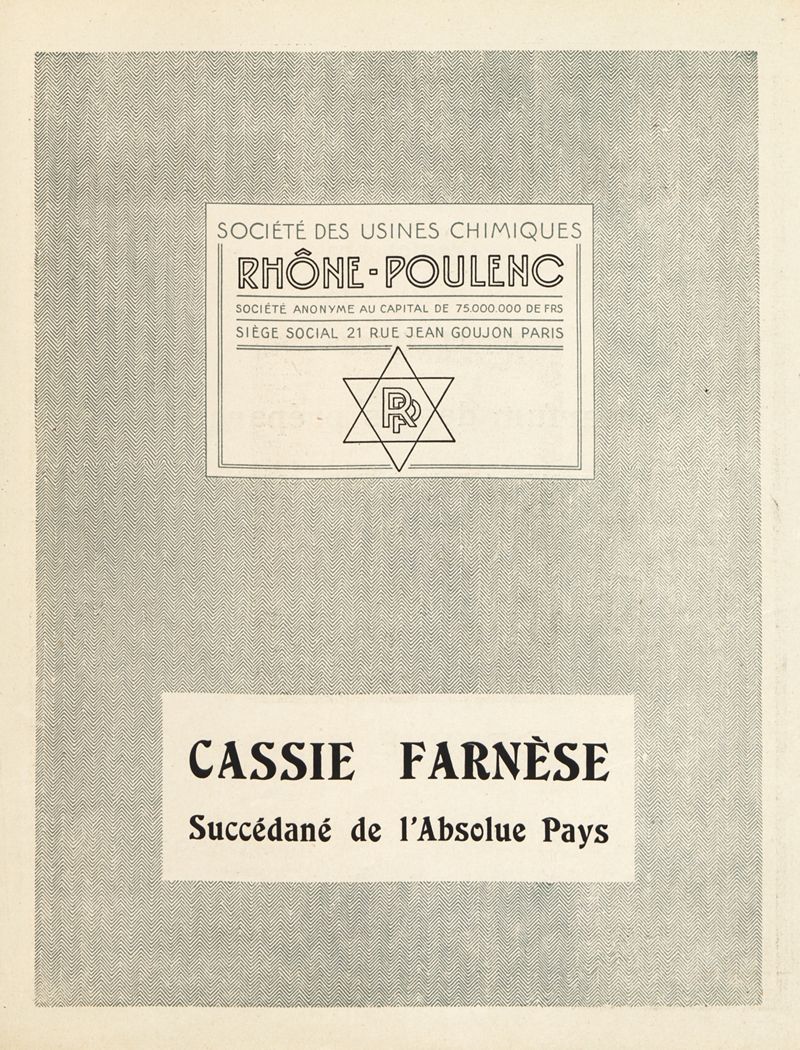 SOCIÉTÉ DES USINES CHIMIQUES
RHÔNE-POULENC
SOCIÉTÉ ANONYME AU CAPITAL DE 75.000.000 DE FRS
SIÈGE SOCIAL 21 RUE JEAN GOUJON PARIS
RP
CASSIE FARNÈSE
Succédané de l'Absolue Pays